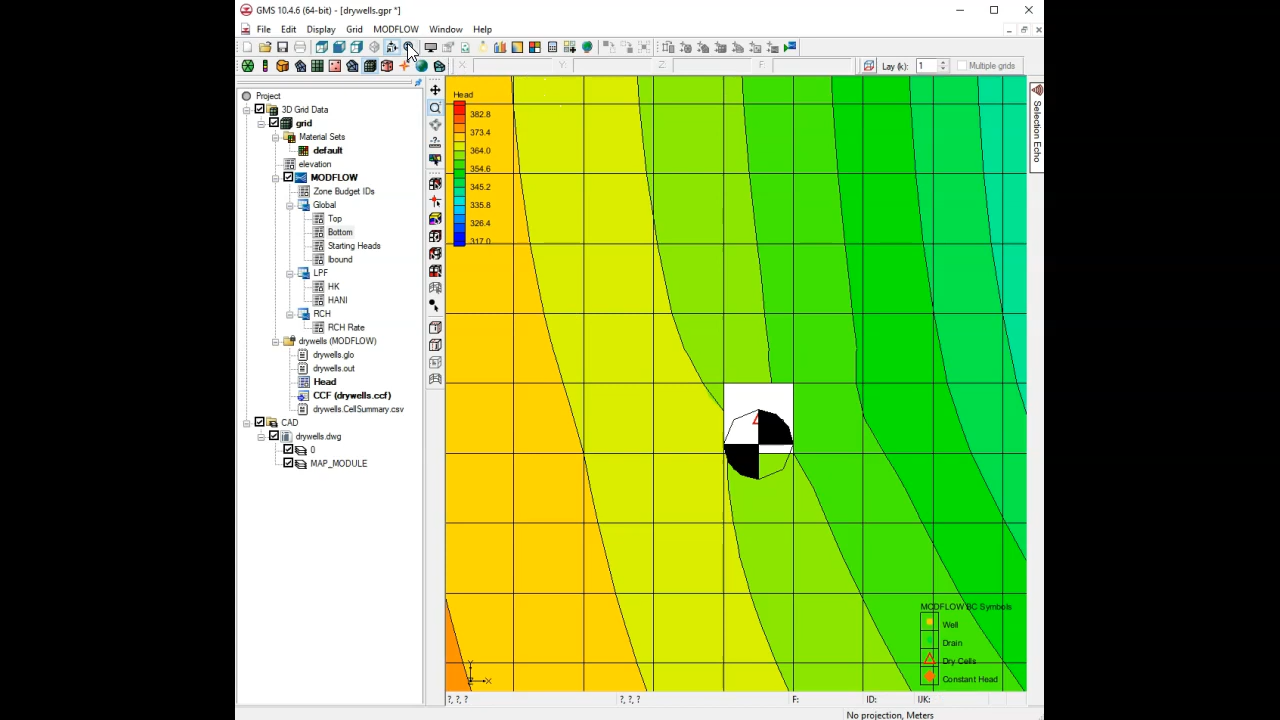 GMS 10.4.6 (64-bit) - [drywells.gpr *]
File Edit Display Grid MODFLOW Window Help
X: Y: Z: F: Lay (k): 1 Multiple grids
Project
3D Grid Data
grid
Material Sets
default
elevation
MODFLOW
Zone Budget IDs
Global
Top
Bottom
Starting Heads
Ibound
LPF
HK
HANI
RCH
RCH Rate
drywells (MODFLOW)
drywells.glo
drywells.out
Head
CCF (drywells.ccf)
drywells.CellSummary.csv
CAD
drywells.dwg
0
MAP_MODULE
Head
382.8
373.4
364.0
354.6
345.2
335.8
326.4
317.0
Selection Echo
MODFLOW BC Symbols
Well
Drain
Dry Cells
Constant Head
Y
Z X
?, ?, ? ?, ?, ? F: ID: IJK:
No projection, Meters